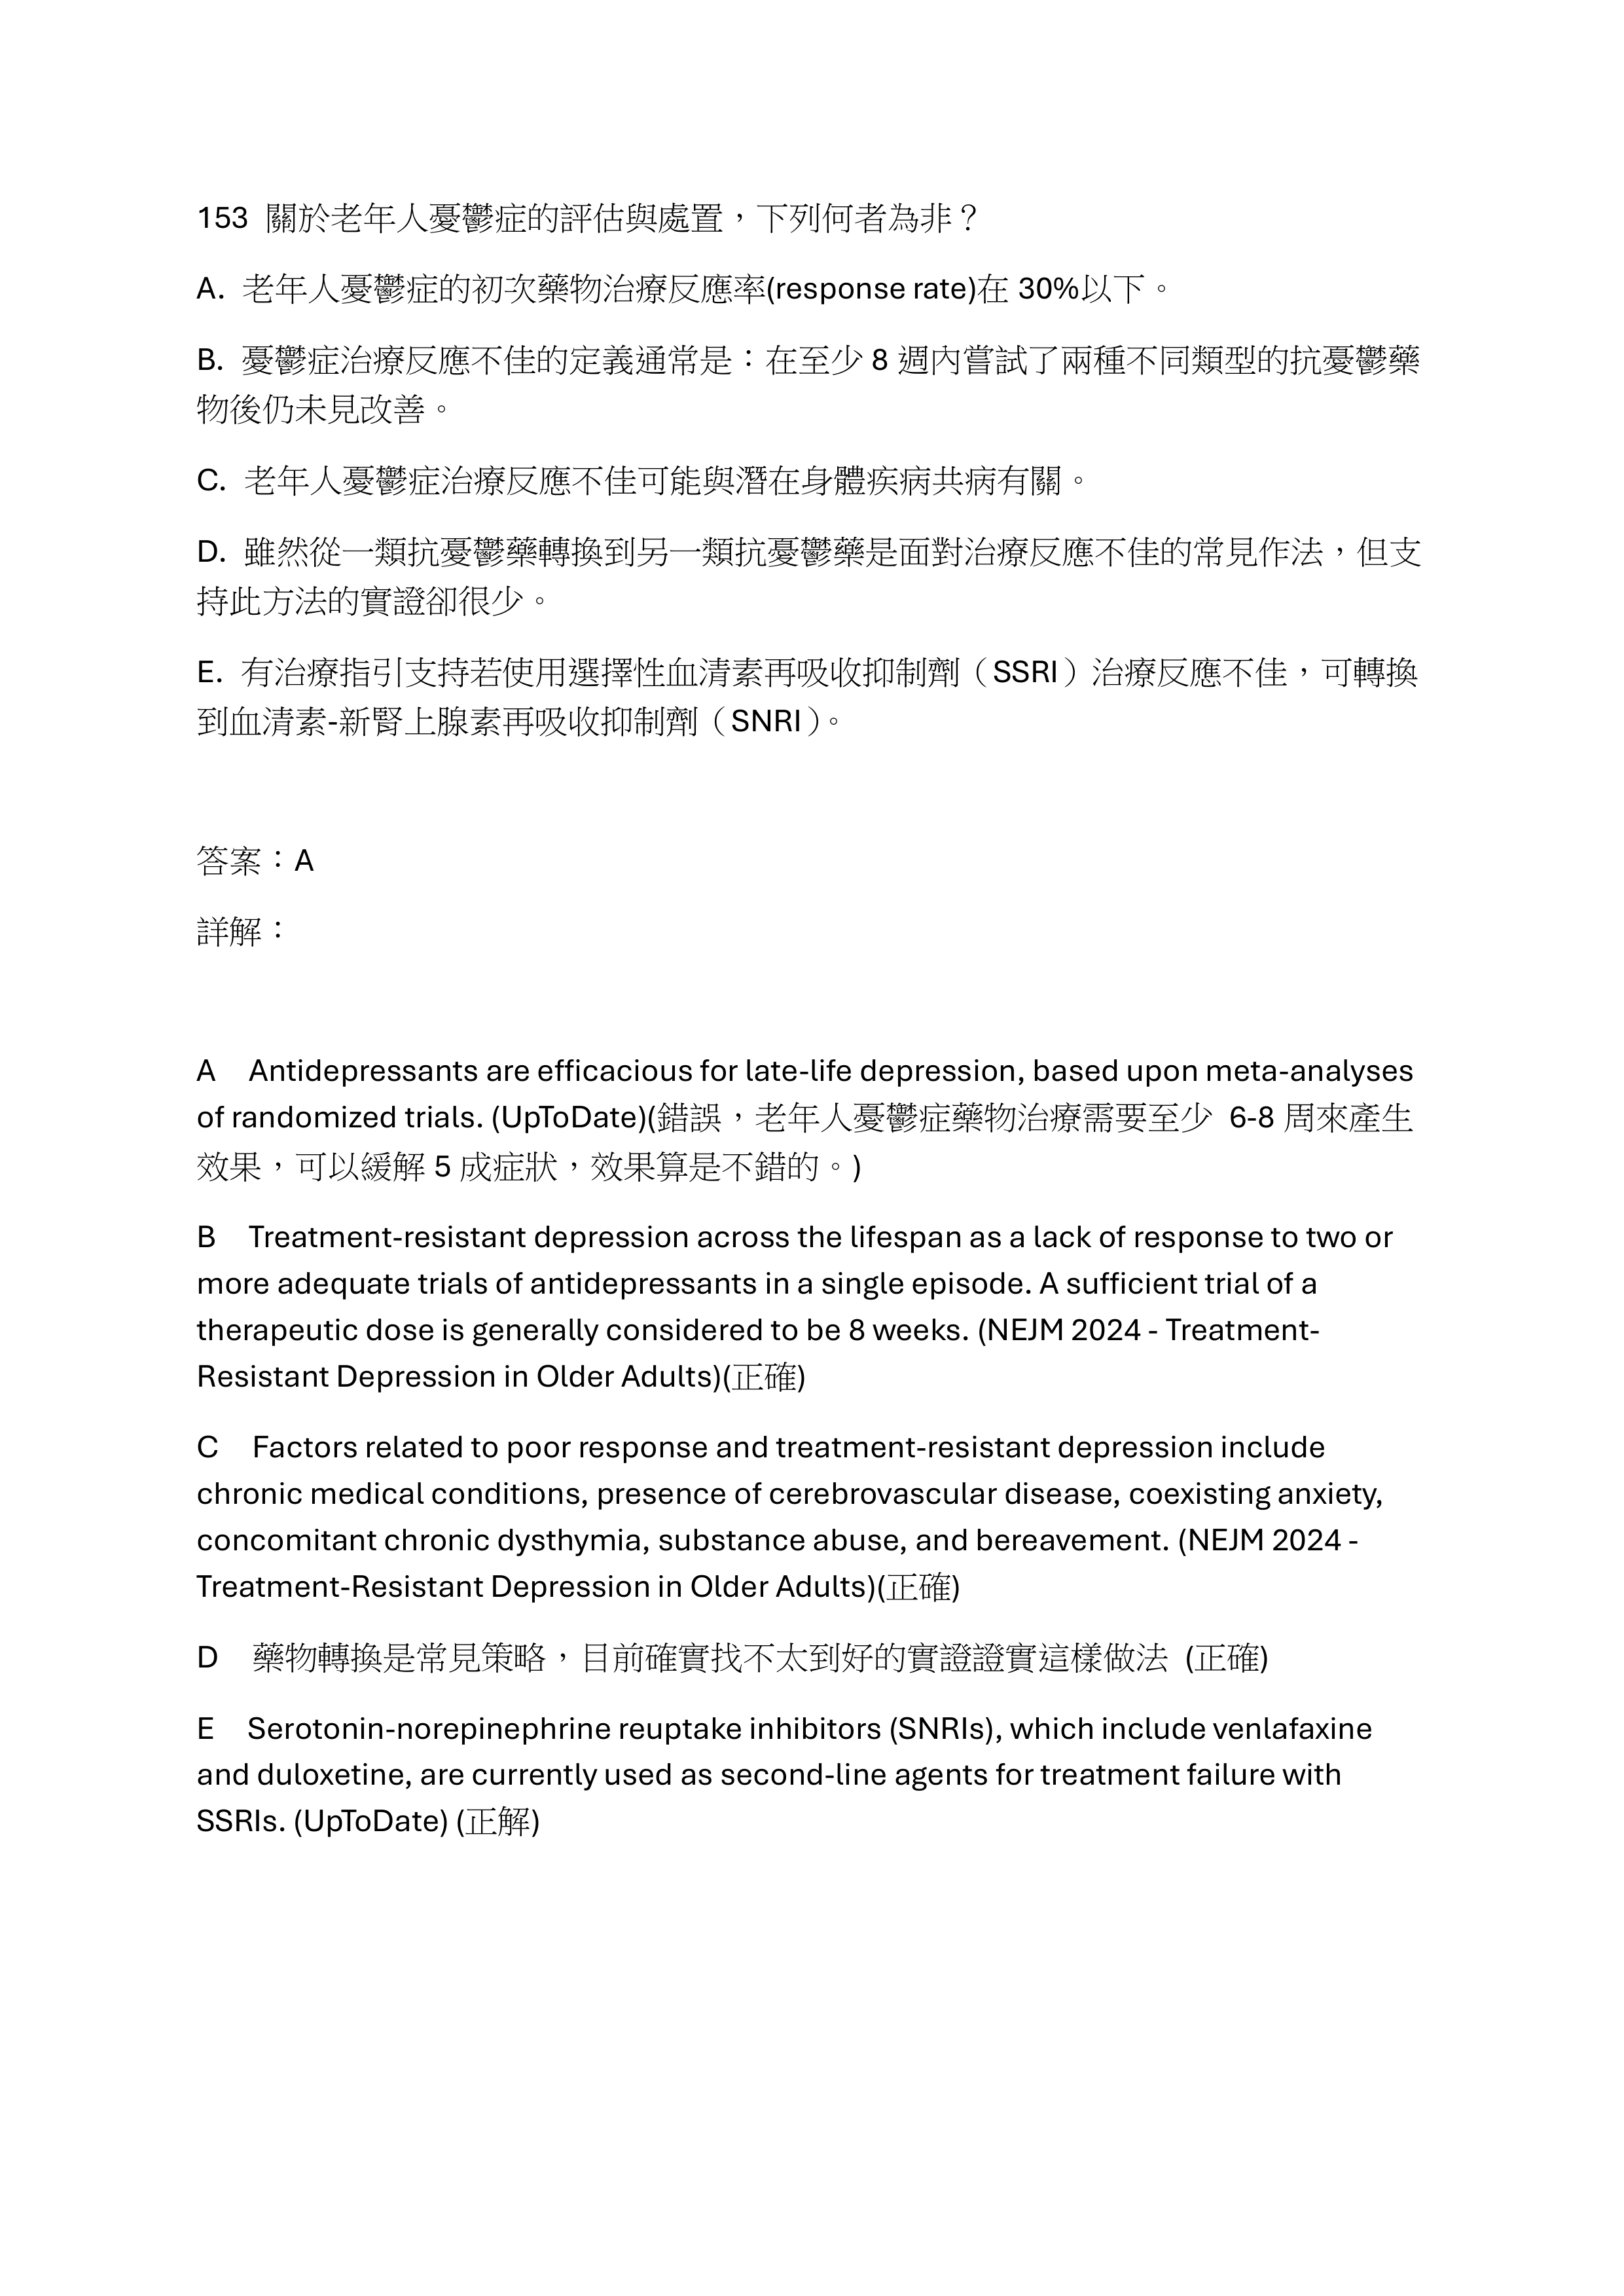 153 關於老年人憂鬱症的評估與處置，下列何者為非？
A. 老年人憂鬱症的初次藥物治療反應率(response rate)在 30%以下。
B. 憂鬱症治療反應不佳的定義通常是：在至少 8 週內嘗試了兩種不同類型的抗憂鬱藥
物後仍未見改善。
C. 老年人憂鬱症治療反應不佳可能與潛在身體疾病共病有關。
D. 雖然從一類抗憂鬱藥轉換到另一類抗憂鬱藥是面對治療反應不佳的常見作法，但支
持此方法的實證卻很少。
E. 有治療指引支持若使用選擇性血清素再吸收抑制劑（SSRI）治療反應不佳，可轉換
到血清素-新腎上腺素再吸收抑制劑（SNRI）。
答案：A
詳解：
A Antidepressants are efficacious for late-life depression, based upon meta-analyses
of randomized trials. (UpToDate)(錯誤，老年人憂鬱症藥物治療需要至少 6-8 周來產生
效果，可以緩解 5 成症狀，效果算是不錯的。)
B Treatment-resistant depression across the lifespan as a lack of response to two or
more adequate trials of antidepressants in a single episode. A sufficient trial of a
therapeutic dose is generally considered to be 8 weeks. (NEJM 2024 - Treatment-
Resistant Depression in Older Adults)(正確)
C Factors related to poor response and treatment-resistant depression include
chronic medical conditions, presence of cerebrovascular disease, coexisting anxiety,
concomitant chronic dysthymia, substance abuse, and bereavement. (NEJM 2024 -
Treatment-Resistant Depression in Older Adults)(正確)
D 藥物轉換是常見策略，目前確實找不太到好的實證證實這樣做法 (正確)
E Serotonin-norepinephrine reuptake inhibitors (SNRIs), which include venlafaxine
and duloxetine, are currently used as second-line agents for treatment failure with
SSRIs. (UpToDate) (正解)